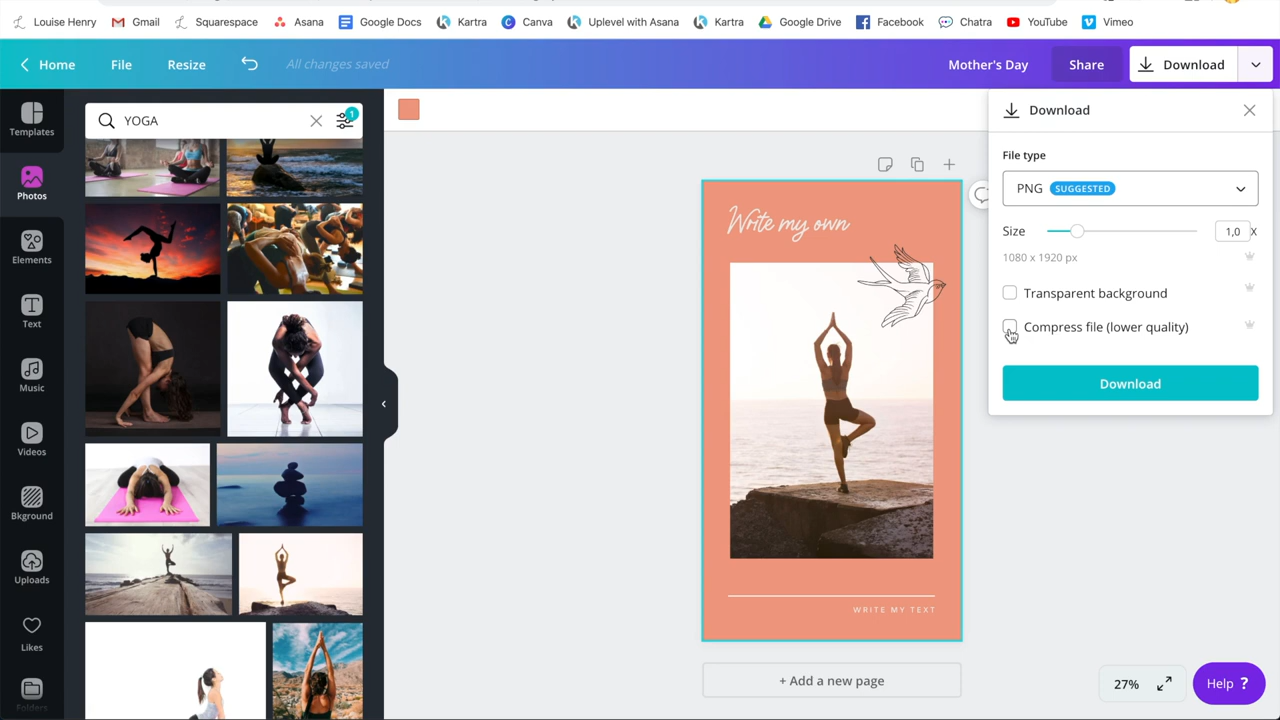 Louise Henry
Gmail
Squarespace
Asana
Google Docs
Kartra
Canva
Uplevel with Asana
Kartra
Google Drive
Facebook
Chatra
YouTube
Vimeo
Home
File
Resize
All changes saved
Mother's Day
Share
Download
Templates
Photos
Elements
Text
Music
Videos
Bkground
Uploads
Likes
Folders
YOGA
1
Write my own
WRITE MY TEXT
+ Add a new page
Download
File type
PNG SUGGESTED
Size
1,0 X
1080 x 1920 px
Transparent background
Compress file (lower quality)
Download
27%
Help ?